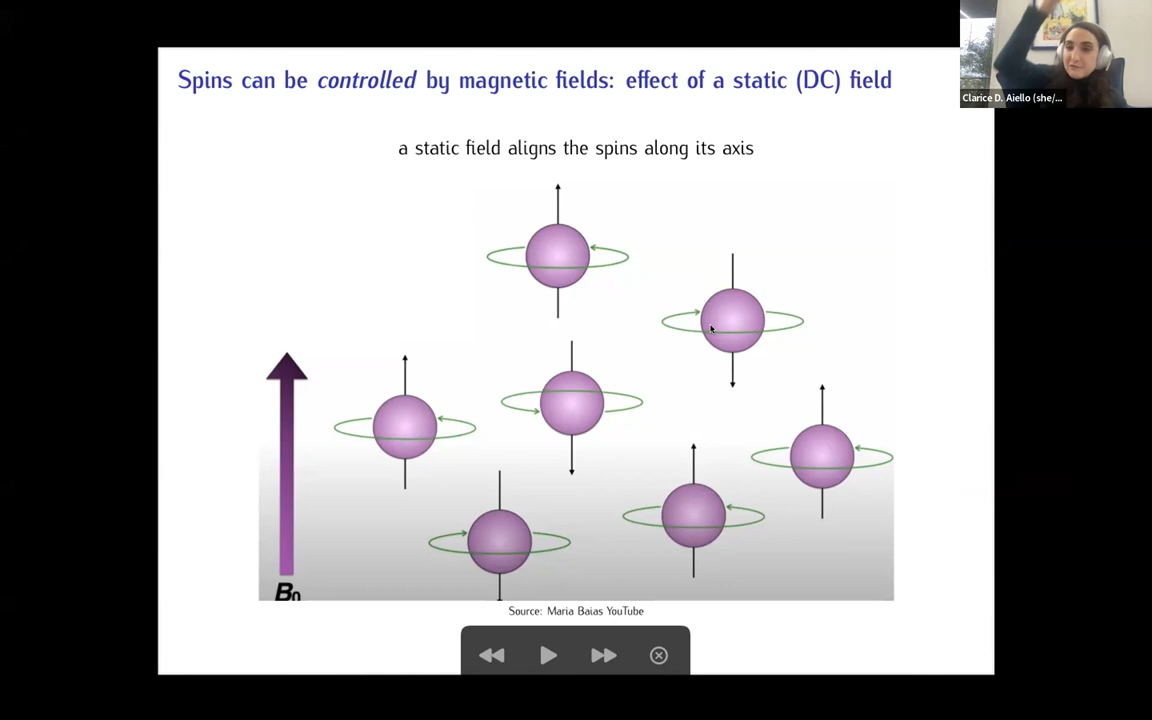 Spins can be controlled by magnetic fields: effect of a static (DC) field
Clarice D. Aiello (she/...
a static field aligns the spins along its axis
B0
Source: Maria Baias YouTube